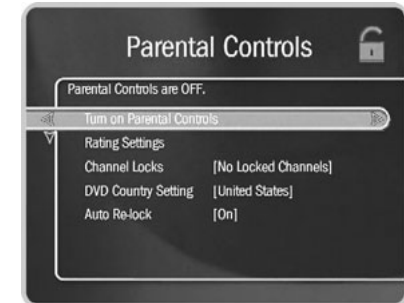 Parental Controls
Parental Controls are OFF.
Turn on Parental Controls
Rating Settings
Channel Locks [No Locked Channels]
DVD Country Setting [United States]
Auto Re-lock [On]